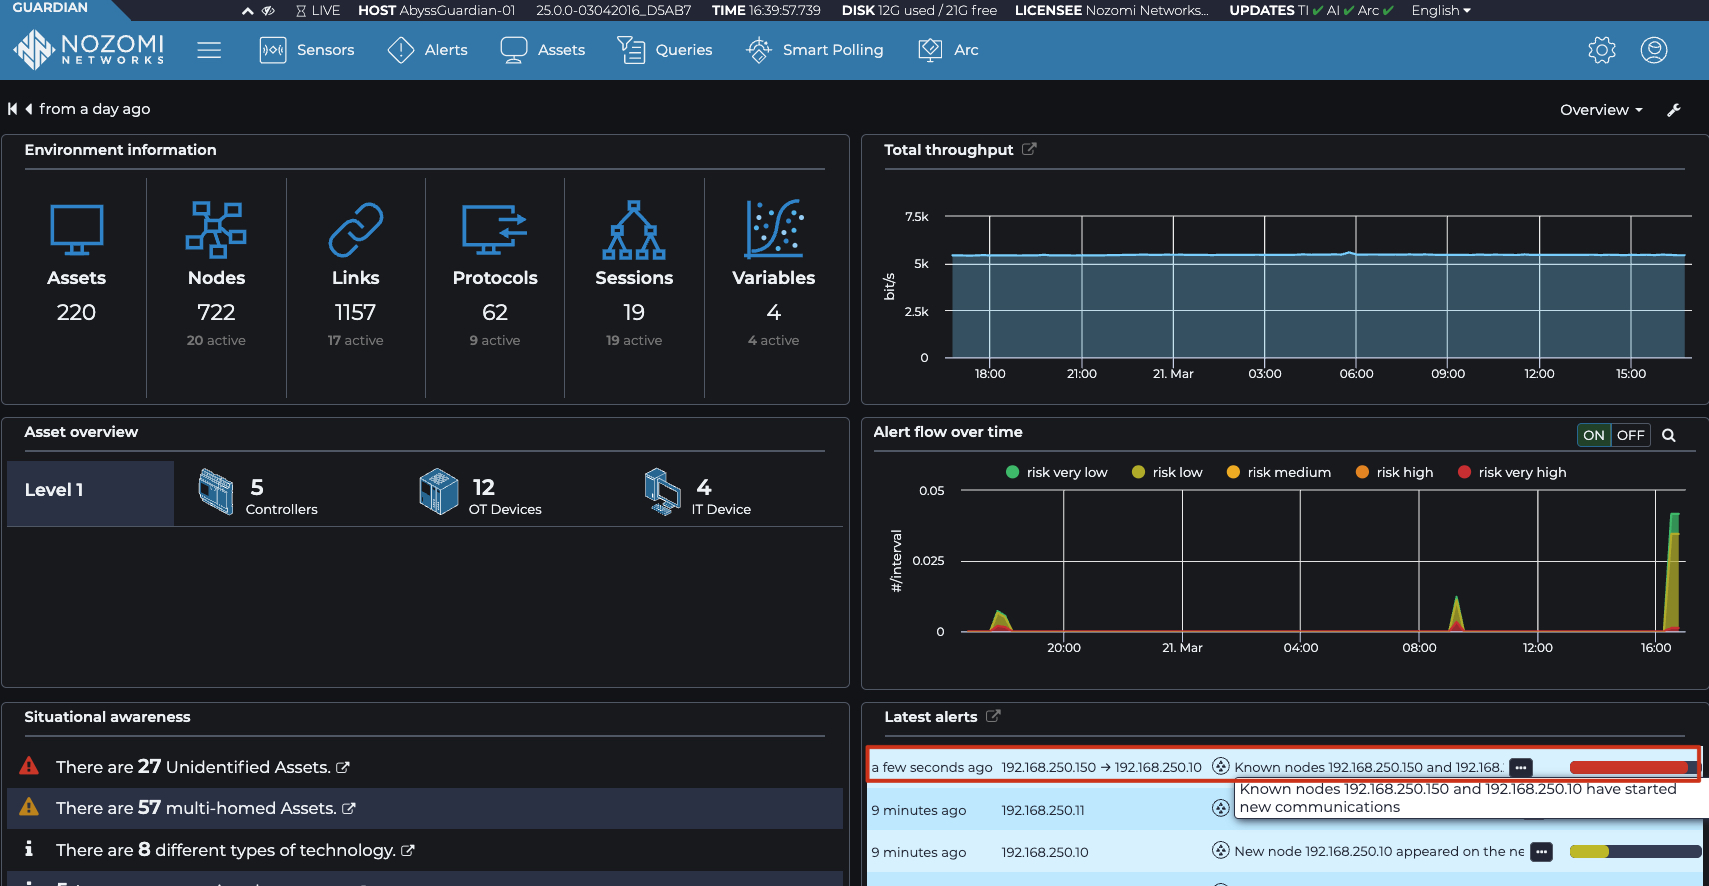 GUARDIAN
LIVE HOST AbyssGuardian-01 25.0.0-03042016_D5AB7 TIME 16:39:57.739 DISK 12G used / 21G free LICENSEE Nozomi Networks... UPDATES TI ✓ AI ✓ Arc ✓ English
NOZOMI
NETWORKS
Sensors Alerts Assets Queries Smart Polling Arc
from a day ago
Overview
Environment information
Assets Nodes Links Protocols Sessions Variables
220 722 1157 62 19 4
20 active 17 active 9 active 19 active 4 active
Total throughput
7.5k
5k
2.5k
0
bit/s
18:00 21:00 21. Mar 03:00 06:00 09:00 12:00 15:00
Asset overview
Level 1
5 Controllers
12 OT Devices
4 IT Device
Alert flow over time
ON OFF
risk very low risk low risk medium risk high risk very high
0.05
0.025
0
#/interval
20:00 21. Mar 04:00 08:00 12:00 16:00
Situational awareness
There are 27 Unidentified Assets.
There are 57 multi-homed Assets.
There are 8 different types of technology.
Latest alerts
a few seconds ago 192.168.250.150 → 192.168.250.10 Known nodes 192.168.250.150 and 192.168. ...
Known nodes 192.168.250.150 and 192.168.250.10 have started
new communications
9 minutes ago 192.168.250.11
9 minutes ago 192.168.250.10 New node 192.168.250.10 appeared on the ne ...